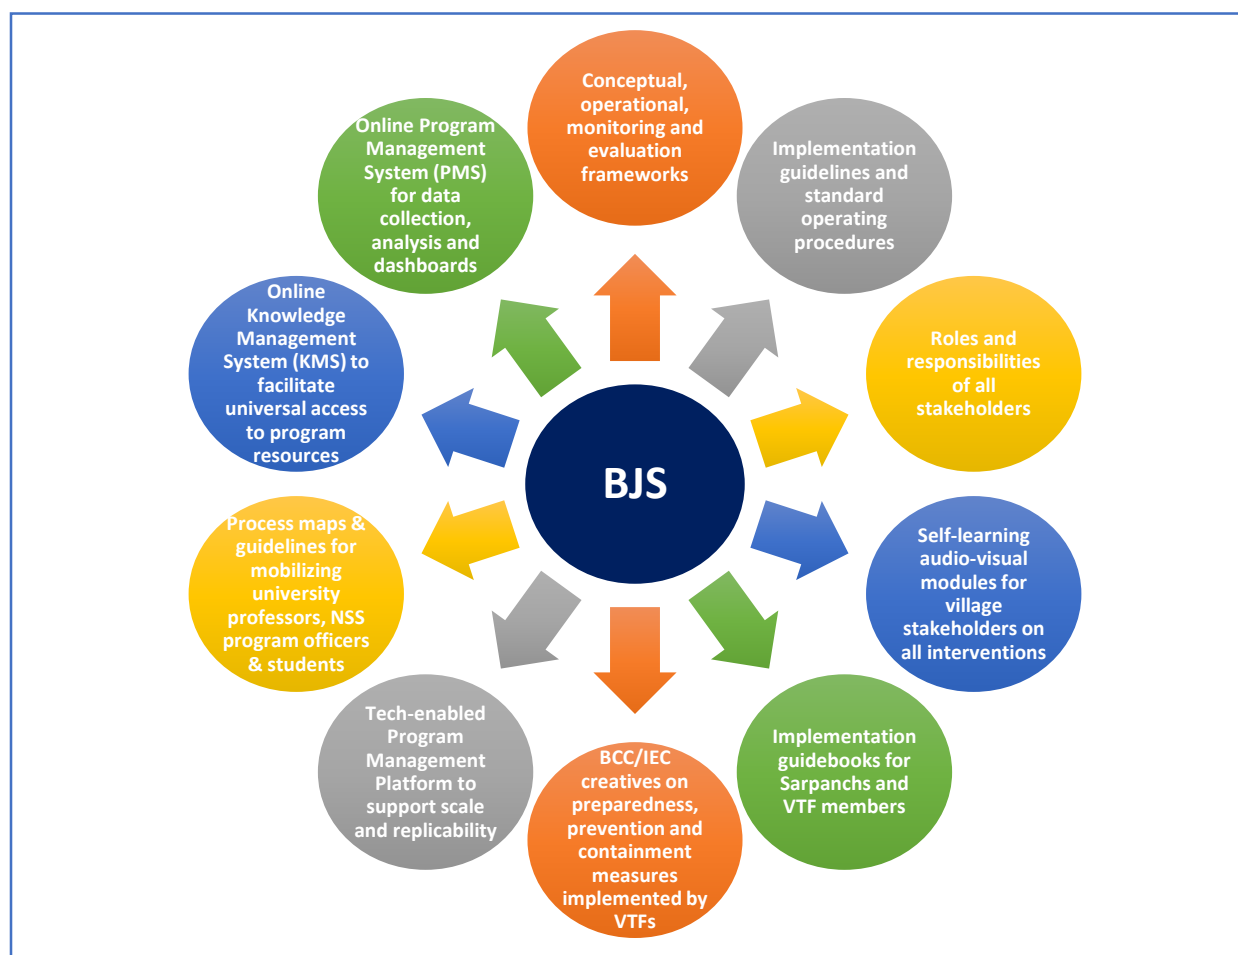 Conceptual,
operational,
monitoring and
evaluation
frameworks
Implementation
guidelines and
standard
operating
procedures
Roles and
responsibilities
of all
stakeholders
Self-learning
audio-visual
modules for
village
stakeholders on
all interventions
Implementation
guidebooks for
Sarpanchs and
VTF members
BCC/IEC
creatives on
preparedness,
prevention and
containment
measures
implemented by
VTFs
Tech-enabled
Program
Management
Platform to
support scale
and replicability
Process maps &
guidelines for
mobilizing
university
professors, NSS
program officers
& students
Online
Knowledge
Management
System (KMS) to
facilitate
universal access
to program
resources
Online Program
Management
System (PMS)
for data
collection,
analysis and
dashboards
BJS